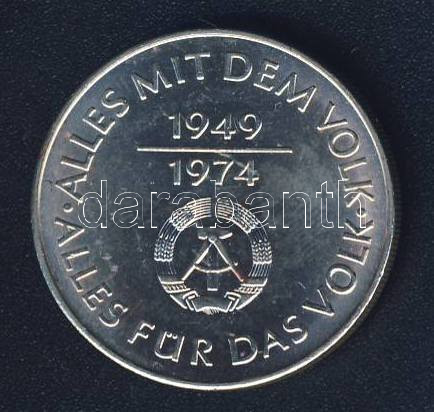 ALLES MIT DEM VOLK · ALLES FÜR DAS VOLK ·
1949
1974
darabanth